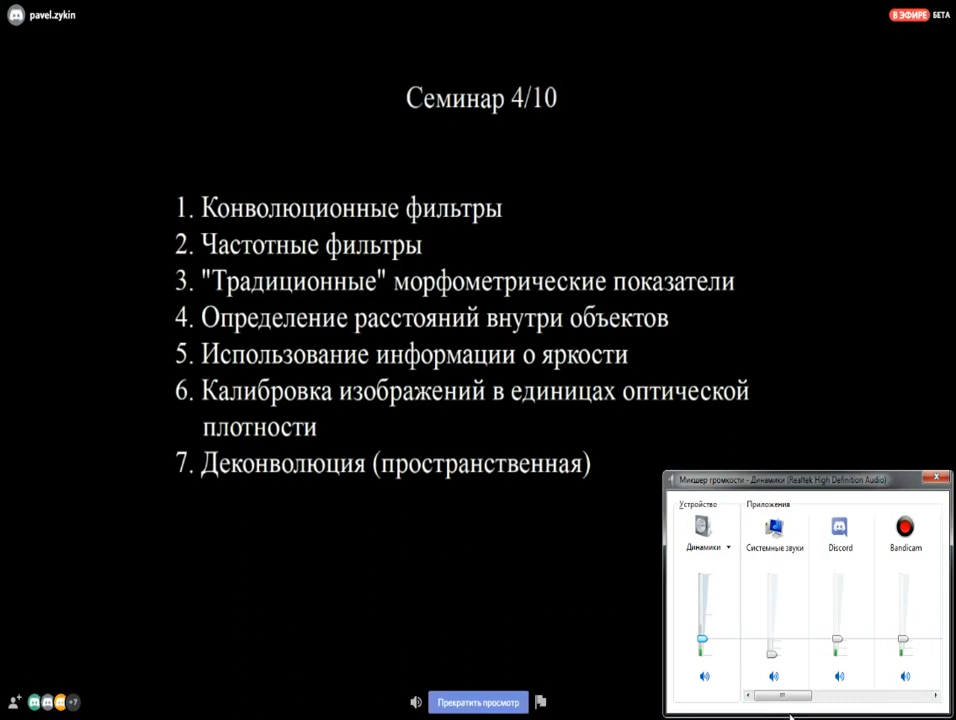 pavel.zykin
В ЭФИРЕ БЕТА
Семинар 4/10
1. Конволюционные фильтры
2. Частотные фильтры
3. "Традиционные" морфометрические показатели
4. Определение расстояний внутри объектов
5. Использование информации о яркости
6. Калибровка изображений в единицах оптической
плотности
7. Деконволюция (пространственная)
Микшер громкости - Динамики (Realtek High Definition Audio)
Устройство
Приложения
Динамики
Системные звуки
Discord
Bandicam
+7
Прекратить просмотр